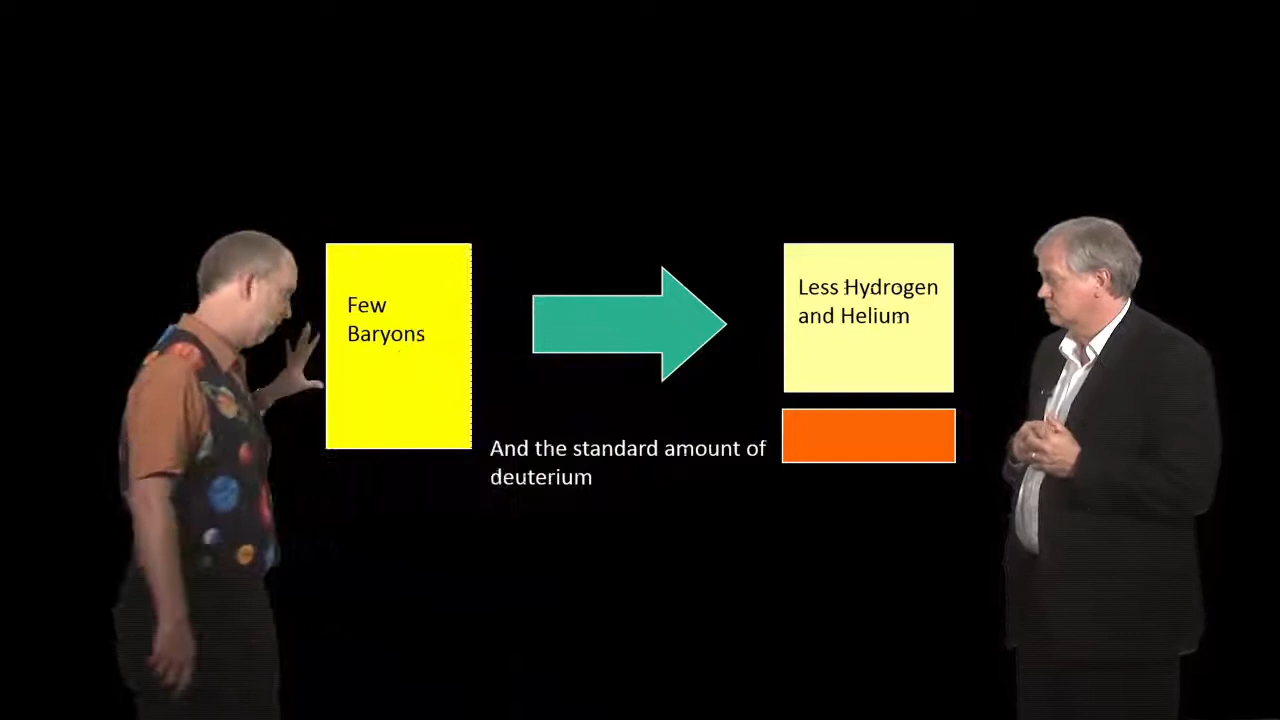 Few
Baryons
Less Hydrogen
and Helium
And the standard amount of
deuterium